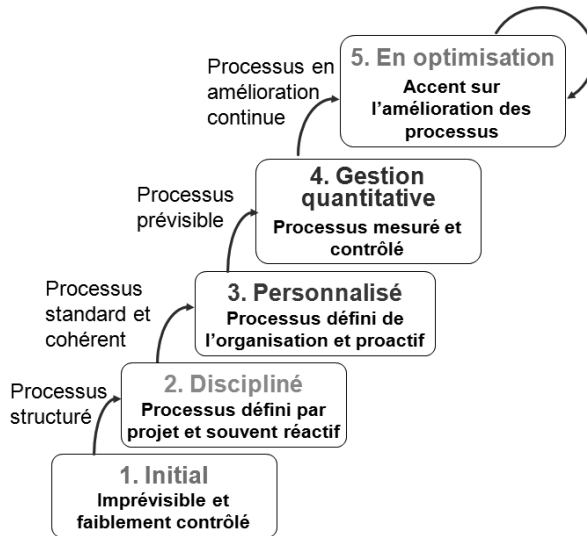 5. En optimisation
Accent sur
l'amélioration des
processus
Processus en
amélioration
continue
4. Gestion
quantitative
Processus mesuré et
contrôlé
Processus
prévisible
3. Personnalisé
Processus défini de
l'organisation et proactif
Processus
standard et
cohérent
2. Discipliné
Processus défini par
projet et souvent réactif
Processus
structuré
1. Initial
Imprévisible et
faiblement contrôlé